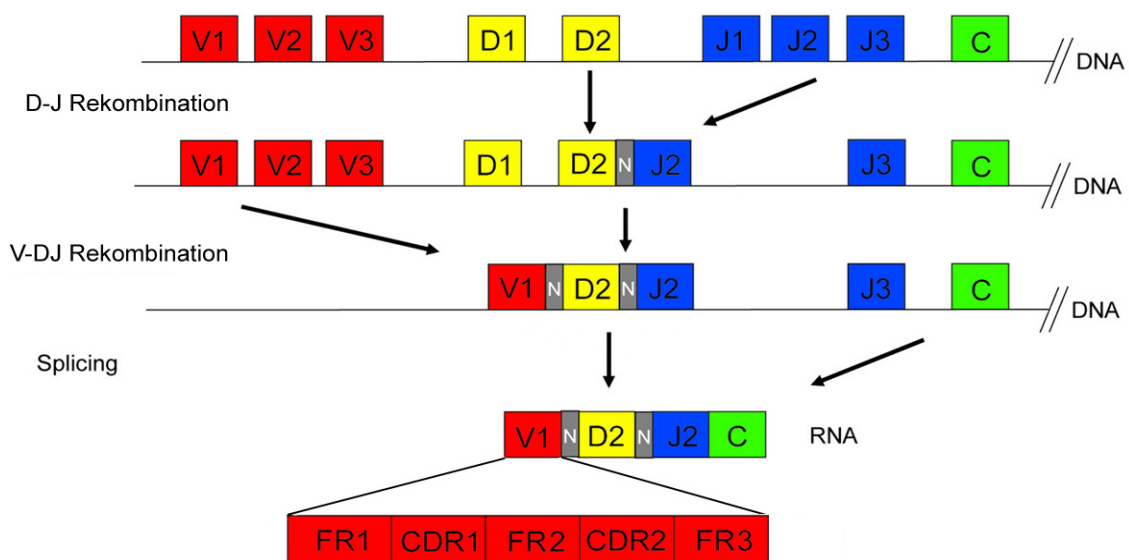 V1 V2 V3 D1 D2 J1 J2 J3 C DNA
D-J Rekombination
V1 V2 V3 D1 D2 N J2 J3 C DNA
V-DJ Rekombination
V1 N D2 N J2 J3 C DNA
Splicing
V1 N D2 N J2 C RNA
FR1 CDR1 FR2 CDR2 FR3